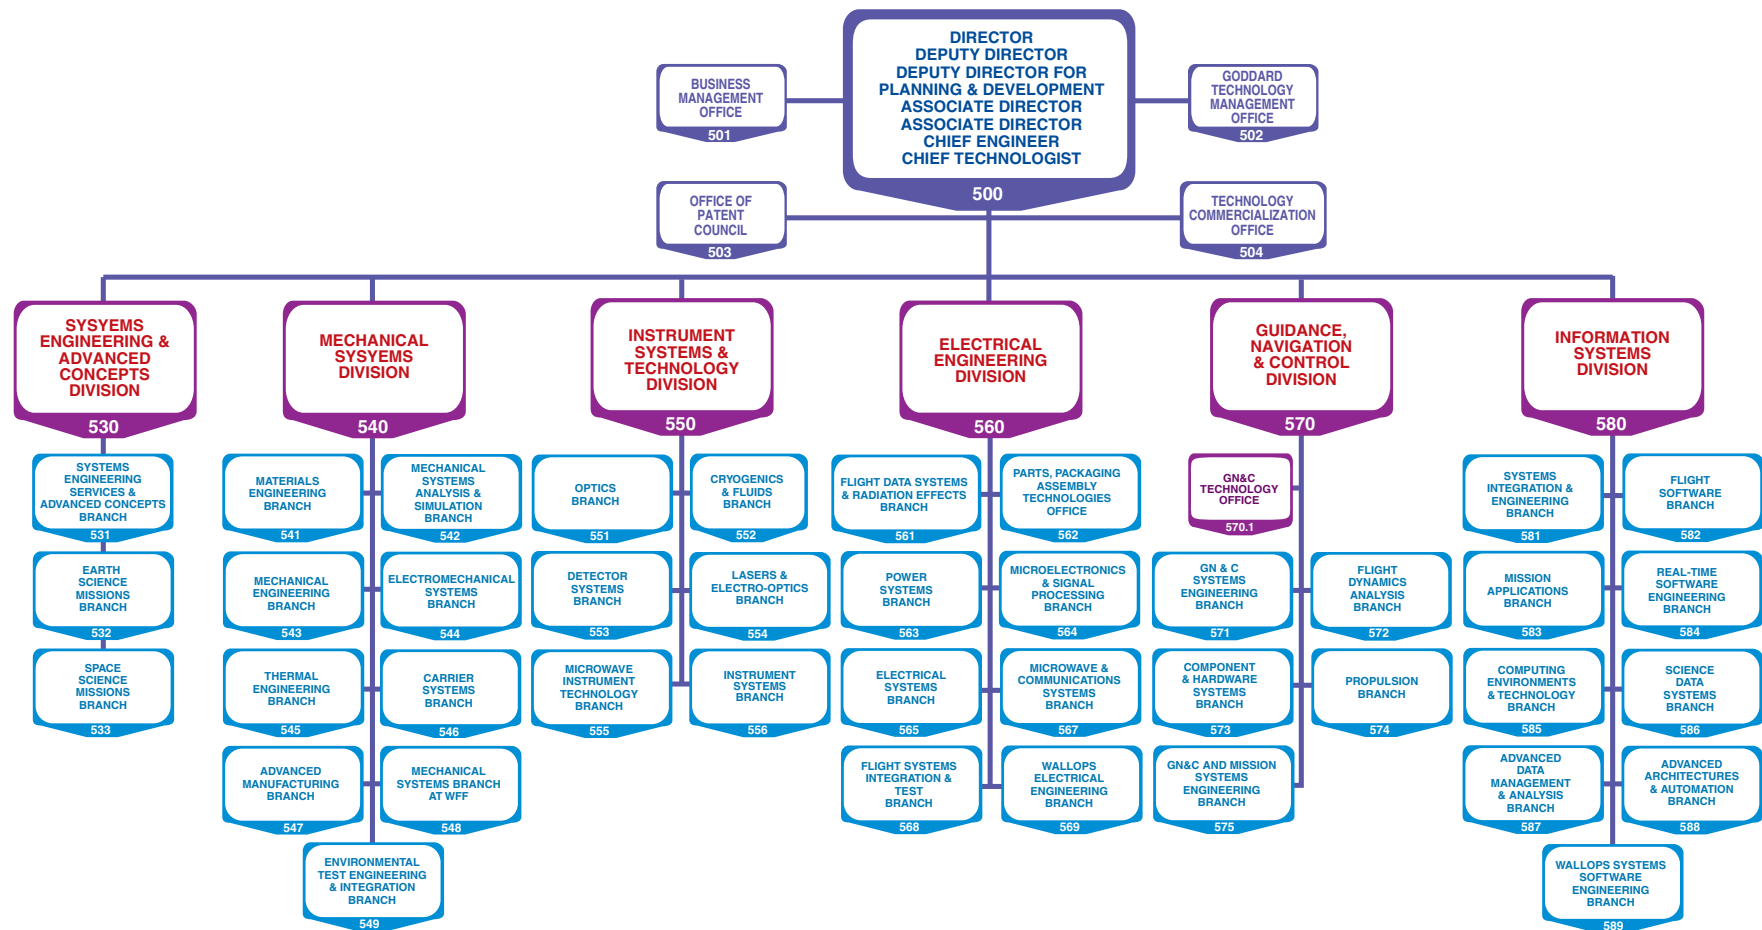 DIRECTOR
DEPUTY DIRECTOR
DEPUTY DIRECTOR FOR
PLANNING & DEVELOPMENT
ASSOCIATE DIRECTOR
ASSOCIATE DIRECTOR
CHIEF ENGINEER
CHIEF TECHNOLOGIST
500
BUSINESS
MANAGEMENT
OFFICE
501
GODDARD
TECHNOLOGY
MANAGEMENT
OFFICE
502
OFFICE OF
PATENT
COUNCIL
503
TECHNOLOGY
COMMERCIALIZATION
OFFICE
504
SYSYEMS
ENGINEERING &
ADVANCED
CONCEPTS
DIVISION
530
MECHANICAL
SYSYEMS
DIVISION
540
INSTRUMENT
SYSTEMS &
TECHNOLOGY
DIVISION
550
ELECTRICAL
ENGINEERING
DIVISION
560
GUIDANCE,
NAVIGATION
& CONTROL
DIVISION
570
INFORMATION
SYSTEMS
DIVISION
580
SYSTEMS
ENGINEERING
SERVICES &
ADVANCED CONCEPTS
BRANCH
531
EARTH
SCIENCE
MISSIONS
BRANCH
532
SPACE
SCIENCE
MISSIONS
BRANCH
533
MATERIALS
ENGINEERING
BRANCH
541
MECHANICAL
SYSTEMS
ANALYSIS &
SIMULATION
BRANCH
542
MECHANICAL
ENGINEERING
BRANCH
543
ELECTROMECHANICAL
SYSTEMS
BRANCH
544
THERMAL
ENGINEERING
BRANCH
545
CARRIER
SYSTEMS
BRANCH
546
ADVANCED
MANUFACTURING
BRANCH
547
MECHANICAL
SYSTEMS BRANCH
AT WFF
548
ENVIRONMENTAL
TEST ENGINEERING
& INTEGRATION
BRANCH
549
OPTICS
BRANCH
551
CRYOGENICS
& FLUIDS
BRANCH
552
DETECTOR
SYSTEMS
BRANCH
553
LASERS &
ELECTRO-OPTICS
BRANCH
554
MICROWAVE
INSTRUMENT
TECHNOLOGY
BRANCH
555
INSTRUMENT
SYSTEMS
BRANCH
556
FLIGHT DATA SYSTEMS
& RADIATION EFFECTS
BRANCH
561
PARTS, PACKAGING
ASSEMBLY
TECHNOLOGIES
OFFICE
562
POWER
SYSTEMS
BRANCH
563
MICROELECTRONICS
& SIGNAL
PROCESSING
BRANCH
564
ELECTRICAL
SYSTEMS
BRANCH
565
MICROWAVE &
COMMUNICATIONS
SYSTEMS
BRANCH
567
FLIGHT SYSTEMS
INTEGRATION &
TEST
BRANCH
568
WALLOPS
ELECTRICAL
ENGINEERING
BRANCH
569
GN&C
TECHNOLOGY
OFFICE
570.1
GN & C
SYSTEMS
ENGINEERING
BRANCH
571
FLIGHT
DYNAMICS
ANALYSIS
BRANCH
572
COMPONENT
& HARDWARE
SYSTEMS
BRANCH
573
PROPULSION
BRANCH
574
GN&C AND MISSION
SYSTEMS
ENGINEERING
BRANCH
575
SYSTEMS
INTEGRATION &
ENGINEERING
BRANCH
581
FLIGHT
SOFTWARE
BRANCH
582
MISSION
APPLICATIONS
BRANCH
583
REAL-TIME
SOFTWARE
ENGINEERING
BRANCH
584
COMPUTING
ENVIRONMENTS
& TECHNOLOGY
BRANCH
585
SCIENCE
DATA
SYSTEMS
BRANCH
586
ADVANCED
DATA
MANAGEMENT
& ANALYSIS
BRANCH
587
ADVANCED
ARCHITECTURES
& AUTOMATION
BRANCH
588
WALLOPS SYSTEMS
SOFTWARE
ENGINEERING
BRANCH
589